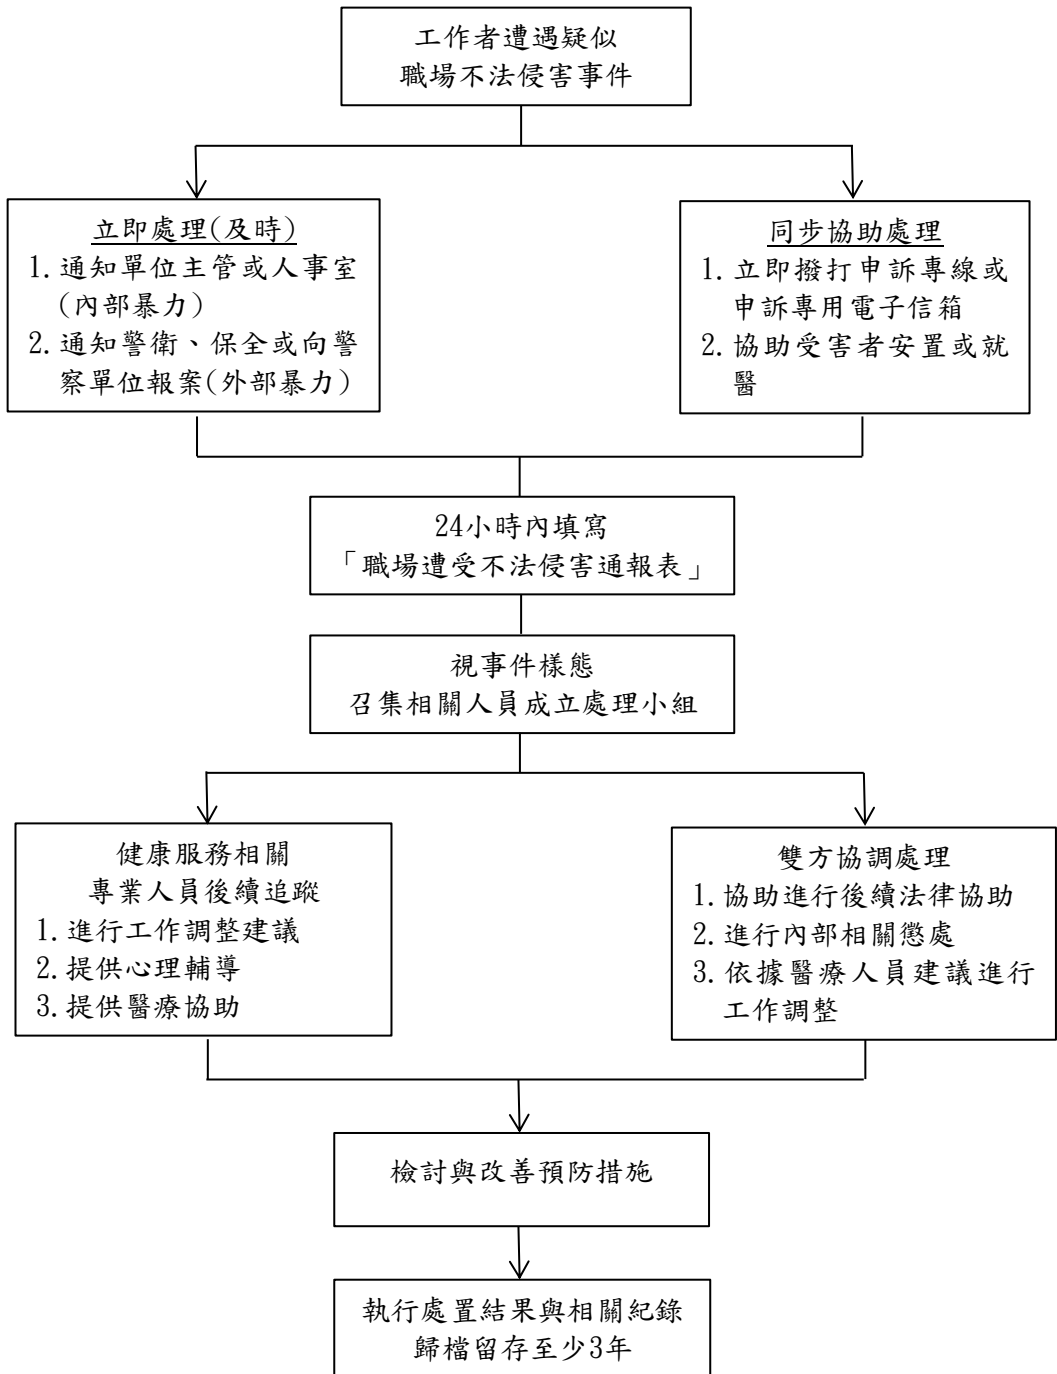 工作者遭遇疑似
職場不法侵害事件
立即處理(及時)
1.通知單位主管或人事室
(內部暴力)
2.通知警衛、保全或向警
察單位報案(外部暴力)
同步協助處理
1.立即撥打申訴專線或
申訴專用電子信箱
2.協助受害者安置或就
醫
24小時內填寫
「職場遭受不法侵害通報表」
視事件樣態
召集相關人員成立處理小組
健康服務相關
專業人員後續追蹤
1.進行工作調整建議
2.提供心理輔導
3.提供醫療協助
雙方協調處理
1.協助進行後續法律協助
2.進行內部相關懲處
3.依據醫療人員建議進行
工作調整
檢討與改善預防措施
執行處置結果與相關紀錄
歸檔留存至少3年